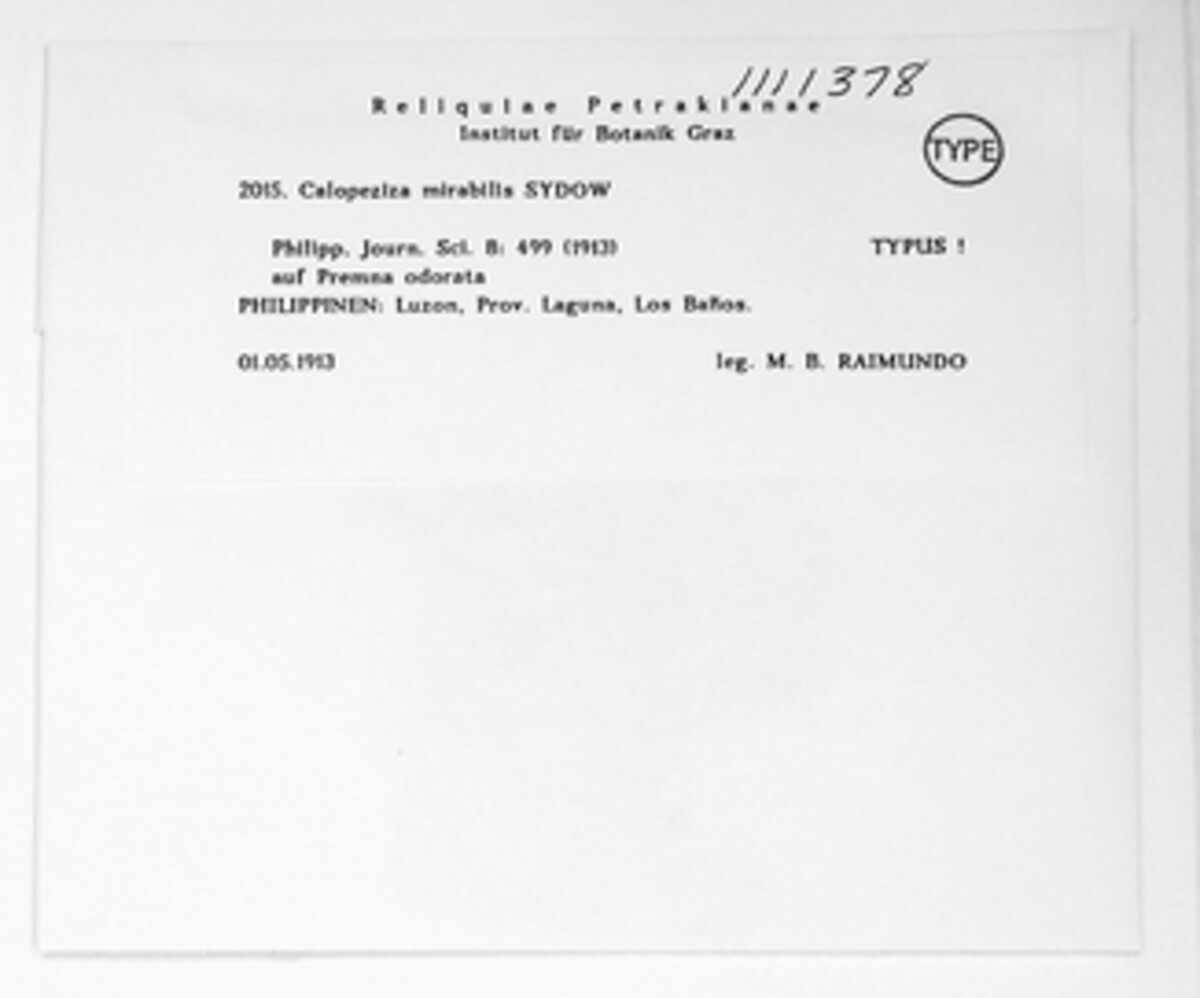 1111378
Reliquiae Petrakianae
Institut für Botanik Graz
TYPE
2015. Calopeziza mirabilis SYDOW
Philipp. Journ. Sci. 8: 499 (1913) TYPUS !
auf Premna odorata
PHILIPPINEN: Luzon, Prov. Laguna, Los Baños.
01.05.1913 leg. M. B. RAIMUNDO